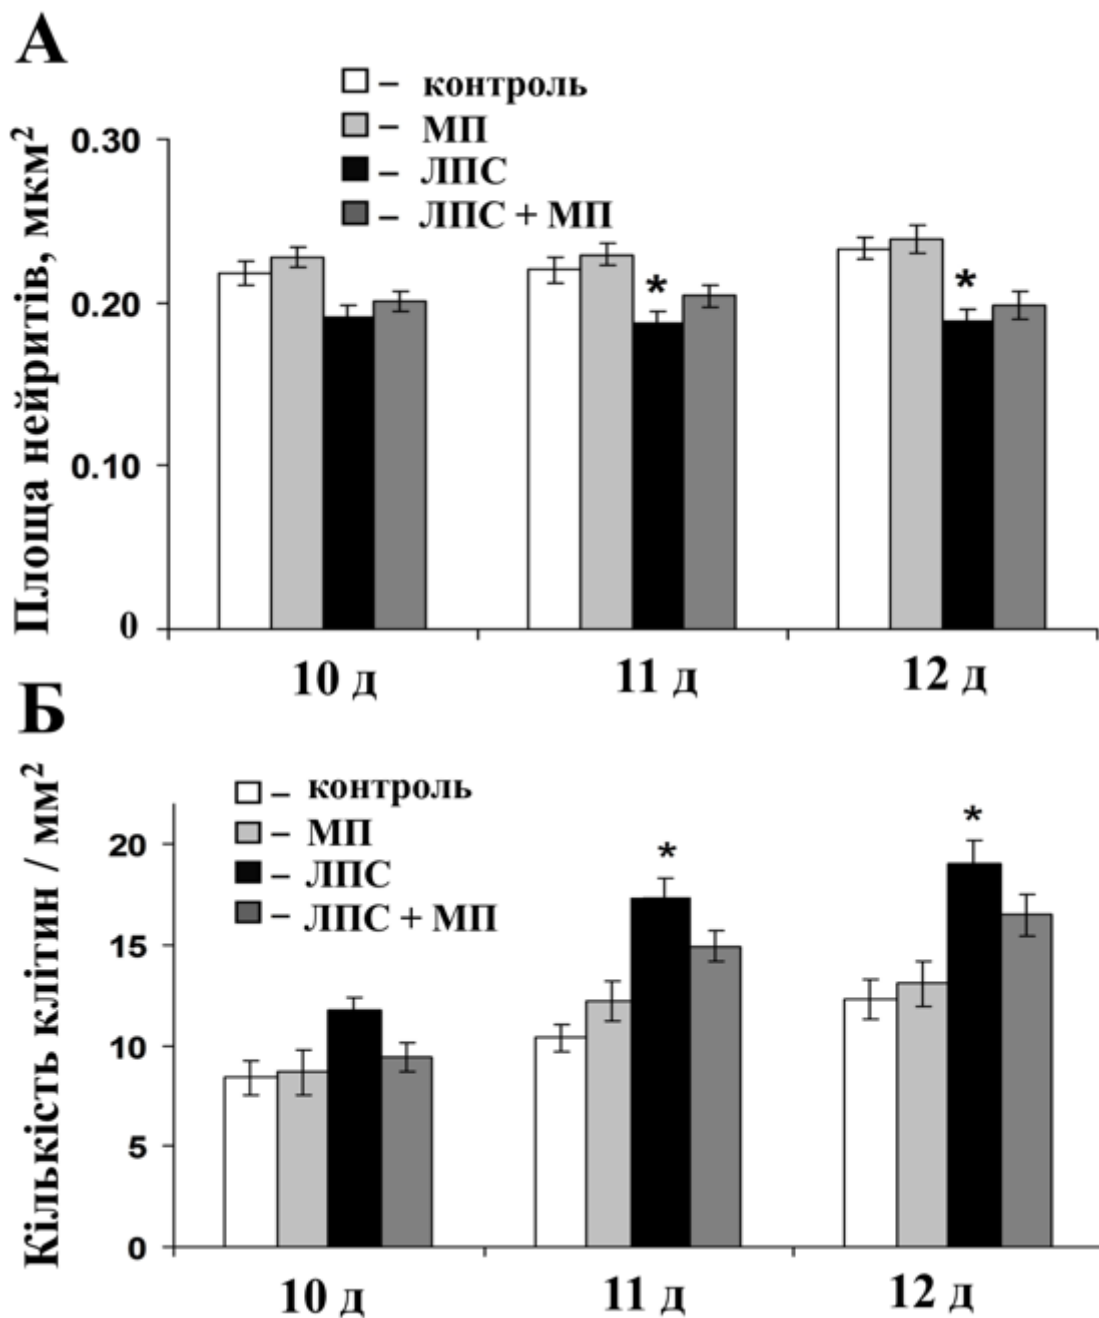 А
– контроль
– МП
– ЛПС
– ЛПС + МП
Площа нейритів, мкм²
0.30
0.20
0.10
0
*
*
10 д
11 д
12 д
Б
– контроль
– МП
– ЛПС
– ЛПС + МП
Кількість клітин / мм²
20
15
10
5
0
*
*
10 д
11 д
12 д